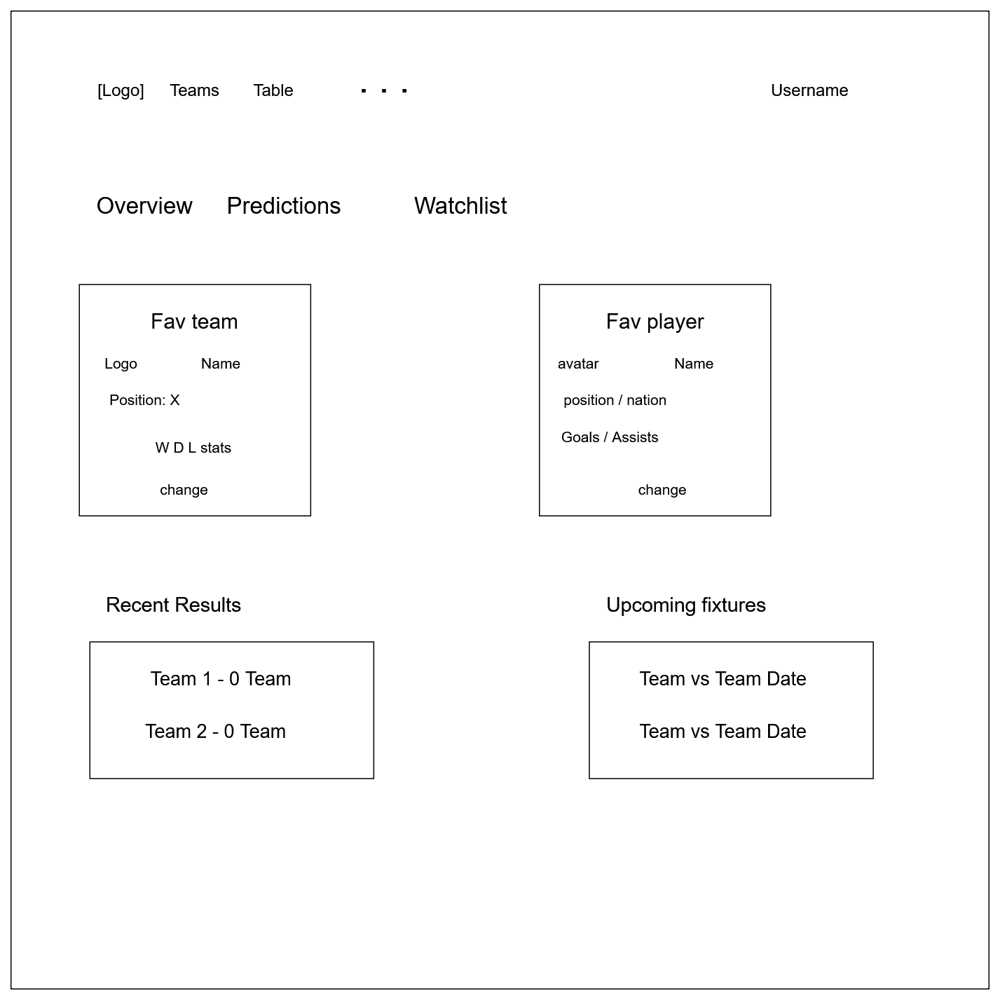 [Logo] Teams Table . . . Username
Overview Predictions Watchlist
Fav team
Logo Name
Position: X
W D L stats
change
Fav player
avatar Name
position / nation
Goals / Assists
change
Recent Results
Team 1 - 0 Team
Team 2 - 0 Team
Upcoming fixtures
Team vs Team Date
Team vs Team Date